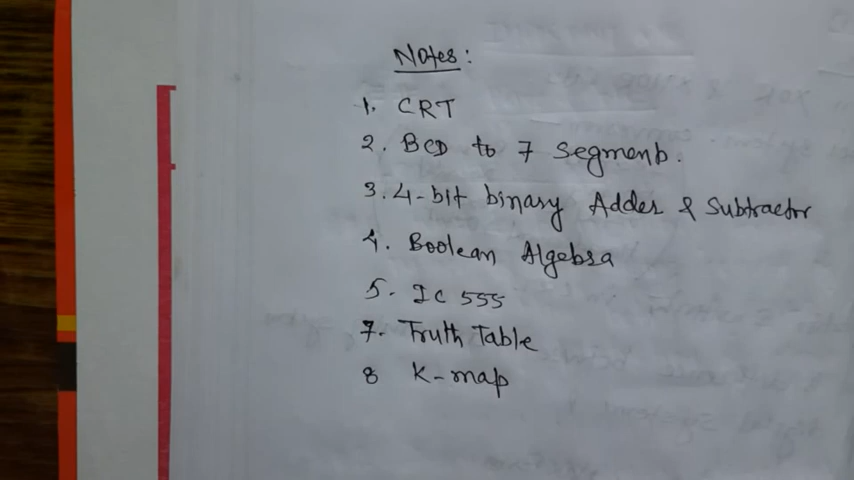 Notes:
1. CRT
2. BCD to 7 Segment.
3. 4-bit binary Adder & Subtractor
4. Boolean Algebra
5. IC 555
7. Truth Table
8 K-map